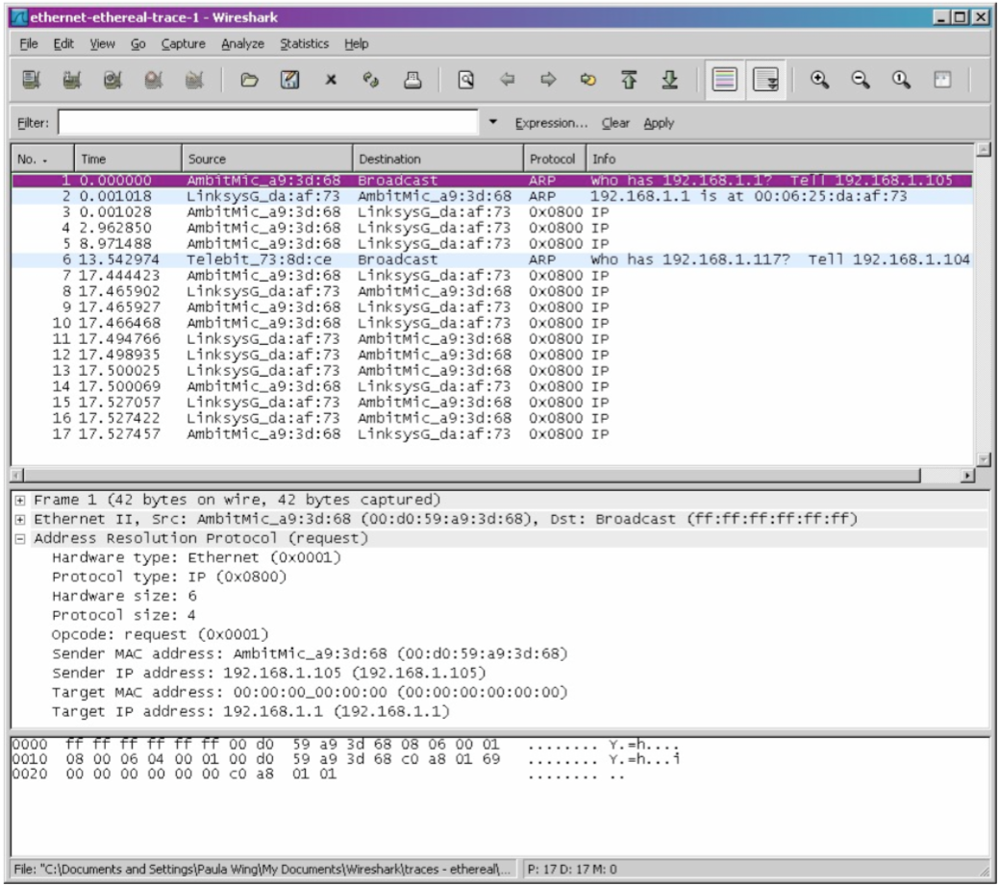 ethernet-ethereal-trace-1 - Wireshark
File Edit View Go Capture Analyze Statistics Help
Filter: Expression... Clear Apply
No. - Time Source Destination Protocol Info
1 0.000000 AmbitMic_a9:3d:68 Broadcast ARP Who has 192.168.1.1? Tell 192.168.1.105
2 0.001018 LinksysG_da:af:73 AmbitMic_a9:3d:68 ARP 192.168.1.1 is at 00:06:25:da:af:73
3 0.001028 AmbitMic_a9:3d:68 LinksysG_da:af:73 0x0800 IP
4 2.962850 AmbitMic_a9:3d:68 LinksysG_da:af:73 0x0800 IP
5 8.971488 AmbitMic_a9:3d:68 LinksysG_da:af:73 0x0800 IP
6 13.542974 Telebit_73:8d:ce Broadcast ARP Who has 192.168.1.117? Tell 192.168.1.104
7 17.444423 AmbitMic_a9:3d:68 LinksysG_da:af:73 0x0800 IP
8 17.465902 LinksysG_da:af:73 AmbitMic_a9:3d:68 0x0800 IP
9 17.465927 AmbitMic_a9:3d:68 LinksysG_da:af:73 0x0800 IP
10 17.466468 AmbitMic_a9:3d:68 LinksysG_da:af:73 0x0800 IP
11 17.494766 LinksysG_da:af:73 AmbitMic_a9:3d:68 0x0800 IP
12 17.498935 LinksysG_da:af:73 AmbitMic_a9:3d:68 0x0800 IP
13 17.500025 LinksysG_da:af:73 AmbitMic_a9:3d:68 0x0800 IP
14 17.500069 AmbitMic_a9:3d:68 LinksysG_da:af:73 0x0800 IP
15 17.527057 LinksysG_da:af:73 AmbitMic_a9:3d:68 0x0800 IP
16 17.527422 LinksysG_da:af:73 AmbitMic_a9:3d:68 0x0800 IP
17 17.527457 AmbitMic_a9:3d:68 LinksysG_da:af:73 0x0800 IP
Frame 1 (42 bytes on wire, 42 bytes captured)
Ethernet II, Src: AmbitMic_a9:3d:68 (00:d0:59:a9:3d:68), Dst: Broadcast (ff:ff:ff:ff:ff:ff)
Address Resolution Protocol (request)
Hardware type: Ethernet (0x0001)
Protocol type: IP (0x0800)
Hardware size: 6
Protocol size: 4
Opcode: request (0x0001)
Sender MAC address: AmbitMic_a9:3d:68 (00:d0:59:a9:3d:68)
Sender IP address: 192.168.1.105 (192.168.1.105)
Target MAC address: 00:00:00_00:00:00 (00:00:00:00:00:00)
Target IP address: 192.168.1.1 (192.168.1.1)
0000 ff ff ff ff ff ff 00 d0 59 a9 3d 68 08 06 00 01 ........ Y.=h....
0010 08 00 06 04 00 01 00 d0 59 a9 3d 68 c0 a8 01 69 ........ Y.=h...i
0020 00 00 00 00 00 00 c0 a8 01 01 ........ ..
File: "C:\Documents and Settings\Paula Wing\My Documents\Wireshark\traces - ethereal\... P: 17 D: 17 M: 0